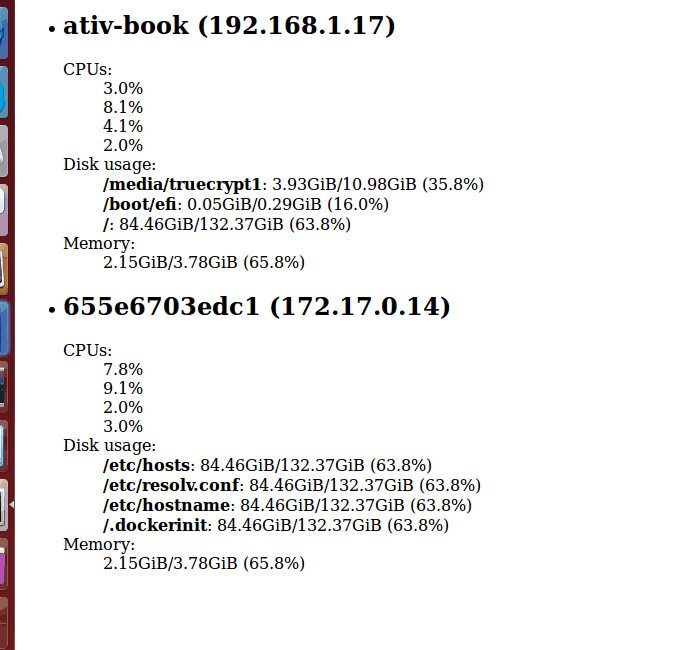 ativ-book (192.168.1.17)
CPUs:
3.0%
8.1%
4.1%
2.0%
Disk usage:
/media/truecrypt1: 3.93GiB/10.98GiB (35.8%)
/boot/efi: 0.05GiB/0.29GiB (16.0%)
/: 84.46GiB/132.37GiB (63.8%)
Memory:
2.15GiB/3.78GiB (65.8%)
655e6703edc1 (172.17.0.14)
CPUs:
7.8%
9.1%
2.0%
3.0%
Disk usage:
/etc/hosts: 84.46GiB/132.37GiB (63.8%)
/etc/resolv.conf: 84.46GiB/132.37GiB (63.8%)
/etc/hostname: 84.46GiB/132.37GiB (63.8%)
/.dockerinit: 84.46GiB/132.37GiB (63.8%)
Memory:
2.15GiB/3.78GiB (65.8%)